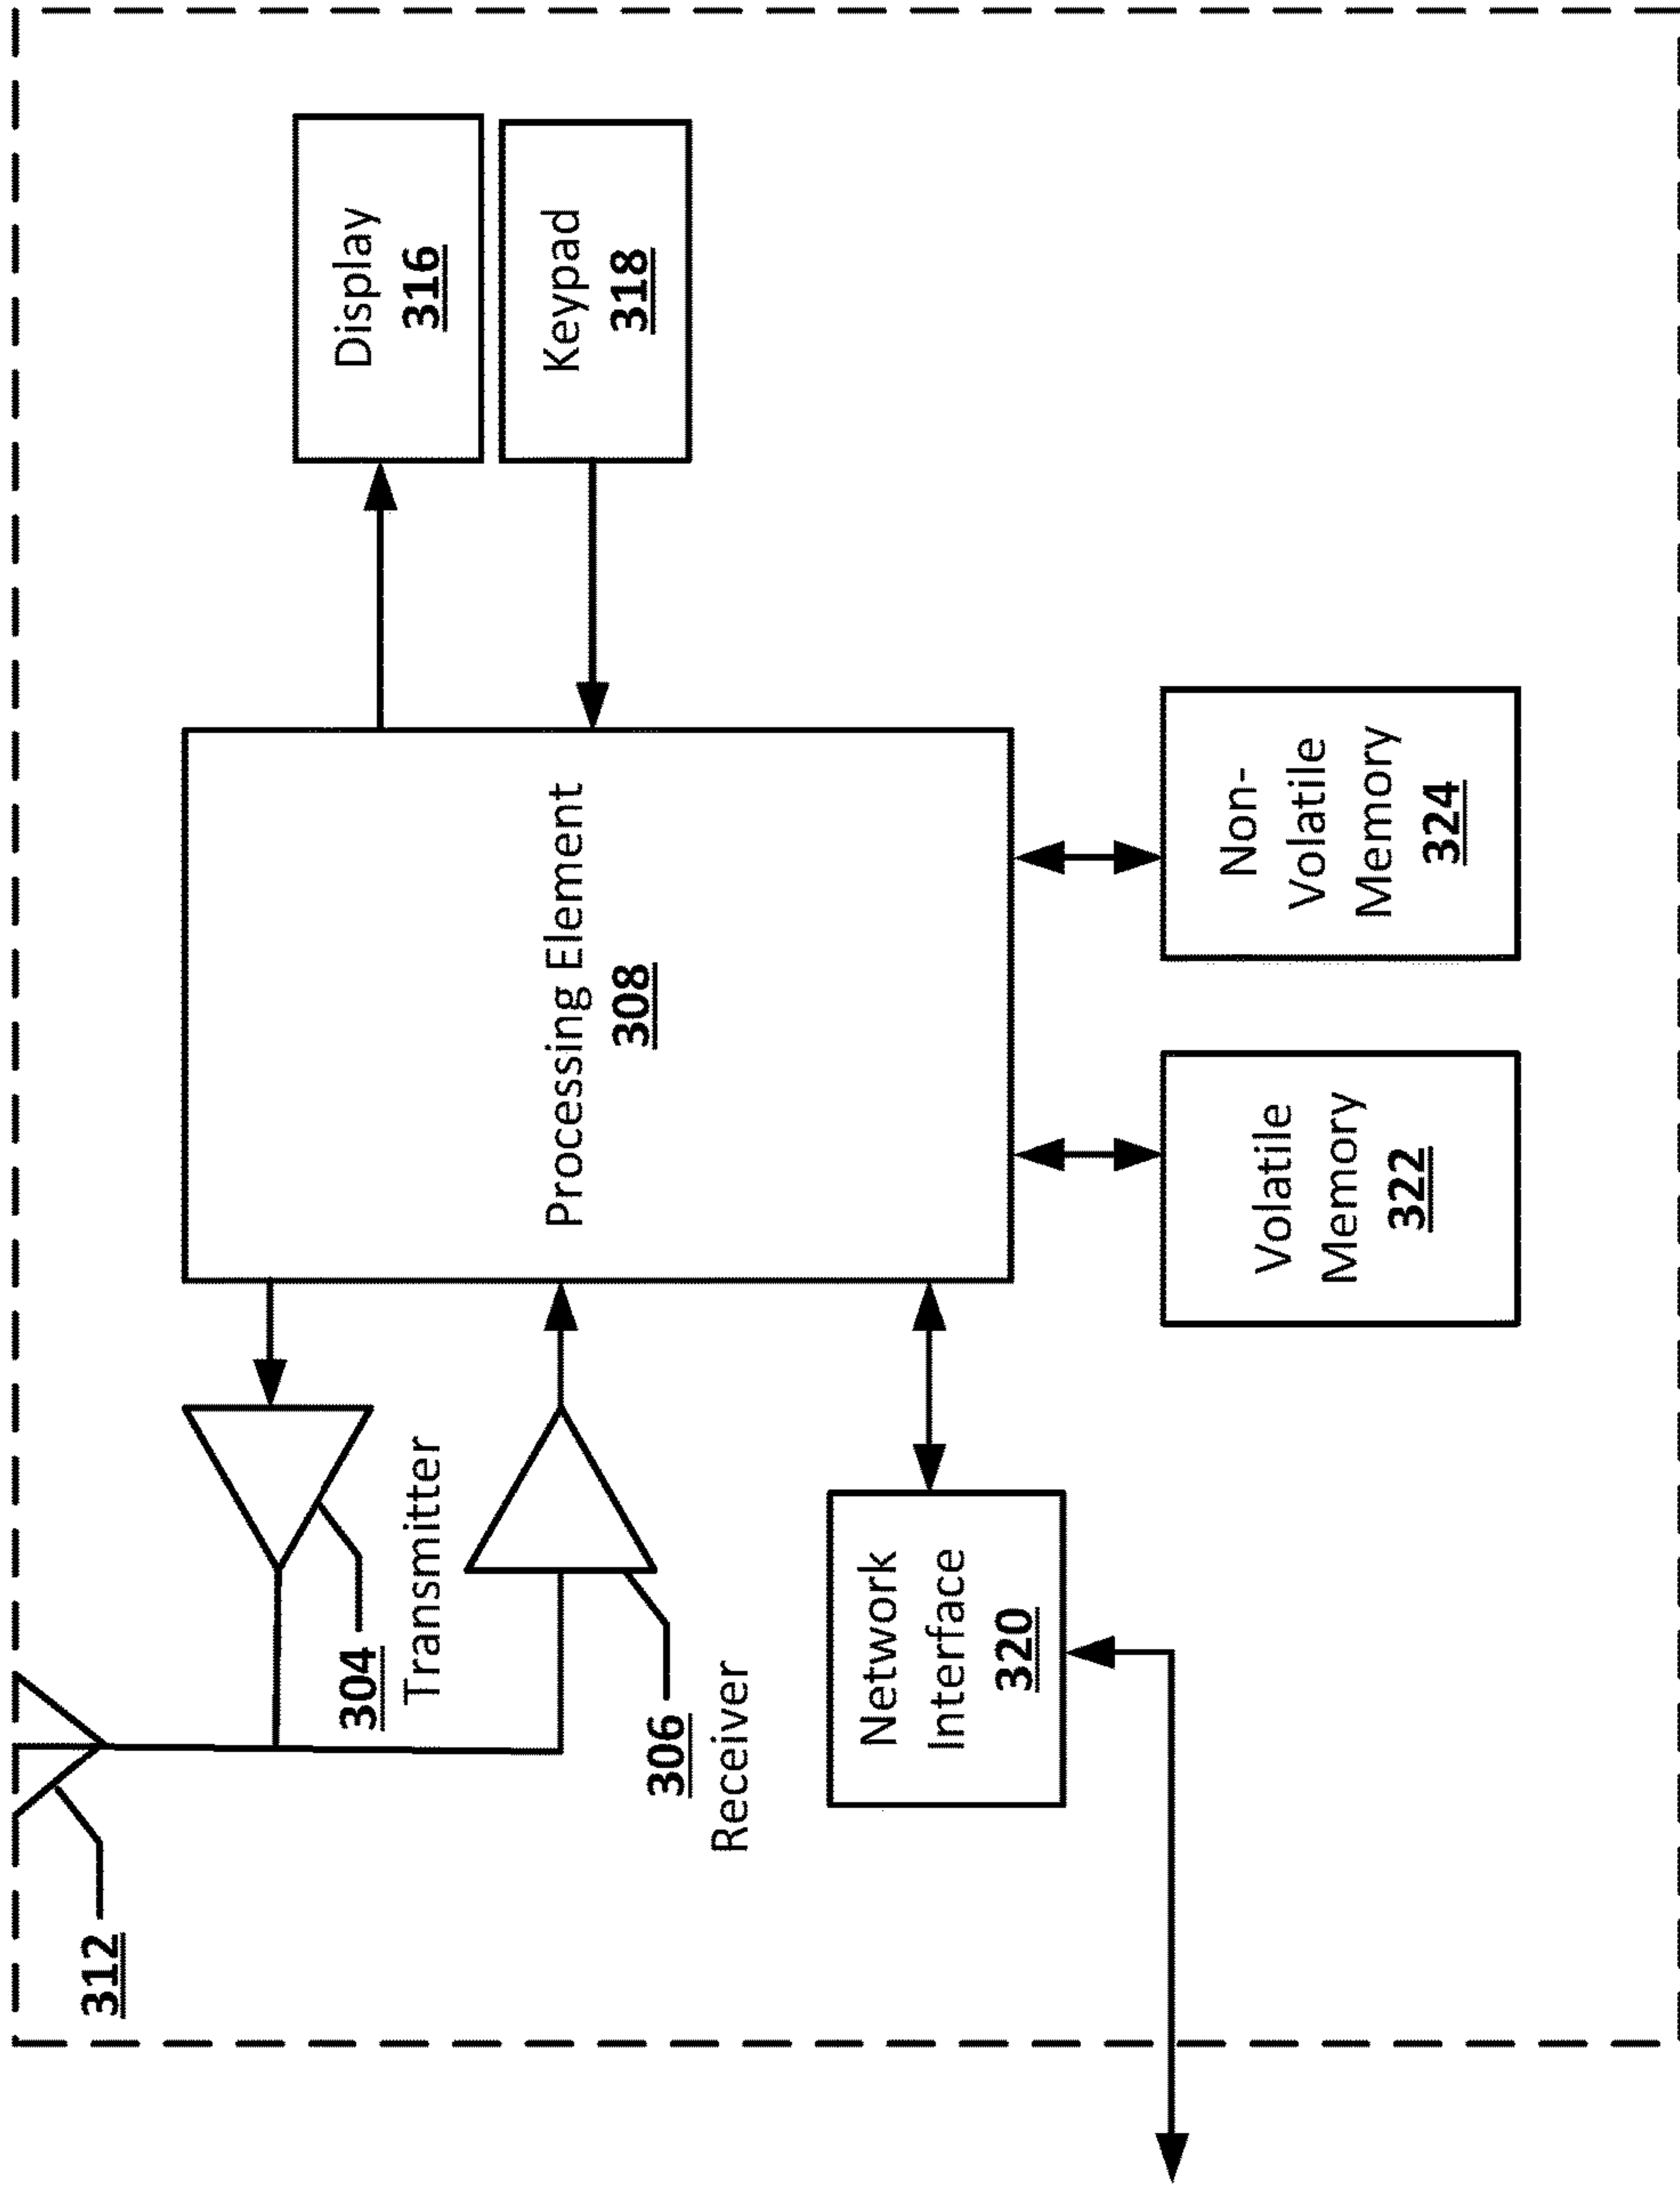 312
304
Transmitter
306
Receiver
Network
Interface
320
Processing Element
308
Display
316
Keypad
318
Volatile
Memory
322
Non-
Volatile
Memory
324